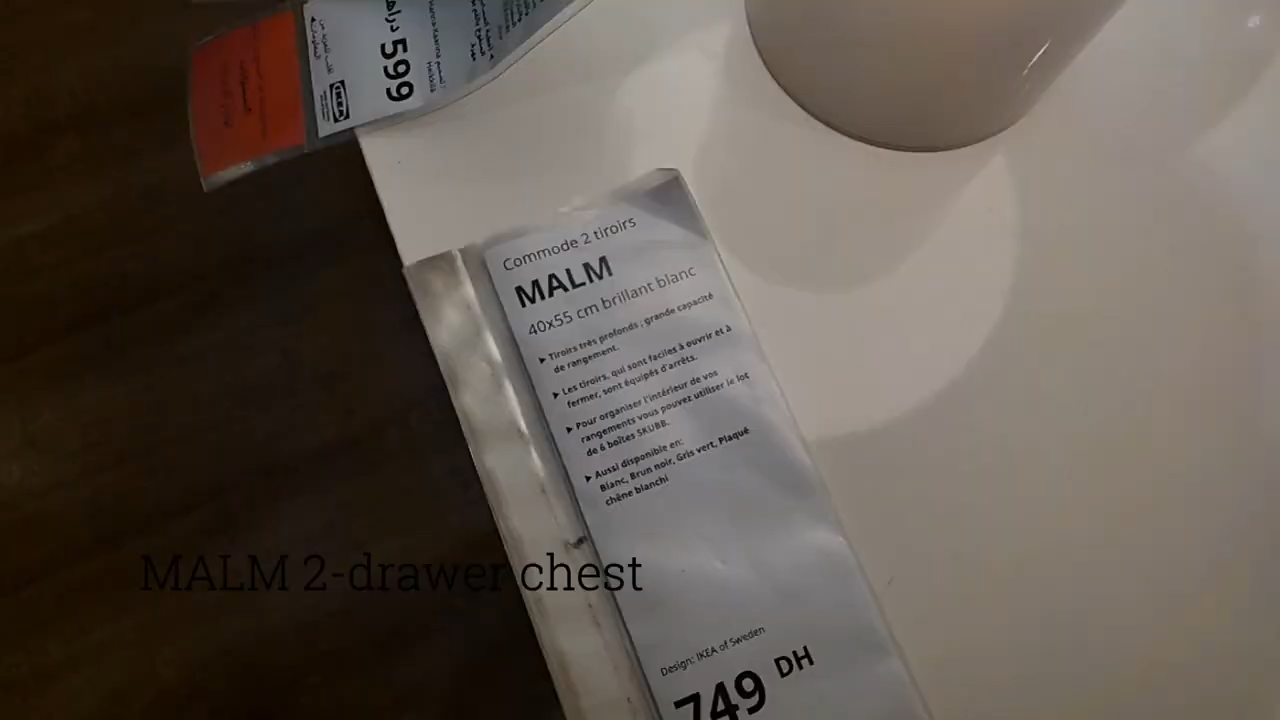 599 دراهم
IKEA
Commode 2 tiroirs
MALM
40x55 cm brillant blanc
▶ Tiroirs très profonds ; grande capacité
de rangement.
▶ Les tiroirs, qui sont faciles à ouvrir et à
fermer, sont équipés d'arrêts.
▶ Pour organiser l'intérieur de vos
rangements vous pouvez utiliser le lot
de 6 boîtes SKUBB.
▶ Aussi disponible en:
Blanc, Brun noir, Gris vert, Plaqué
chêne blanchi
MALM 2-drawer chest
Design: IKEA of Sweden
749 DH